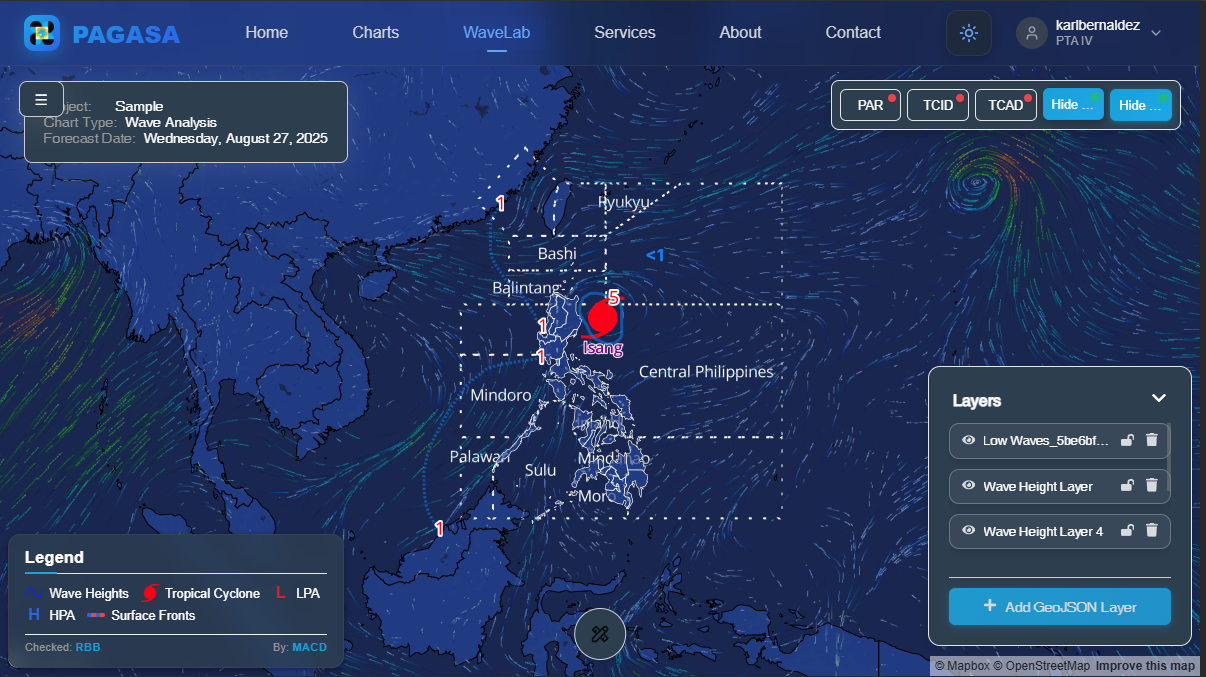 PAGASA
Home
Charts
WaveLab
Services
About
Contact
karlbernaldez
PTA IV
ject: Sample
Chart Type: Wave Analysis
Forecast Date: Wednesday, August 27, 2025
PAR
TCID
TCAD
Hide ...
Hide ...
1
Ryukyu
Bashi
<1
Balintang
5
1
Isang
1
Central Philippines
Mindoro
Palawan
Sulu
Mindanao
Moro
1
Layers
Low Waves_5be6bf...
Wave Height Layer
Wave Height Layer 4
+ Add GeoJSON Layer
Legend
Wave Heights
Tropical Cyclone
L LPA
H HPA
Surface Fronts
Checked: RBB
By: MACD
© Mapbox © OpenStreetMap Improve this map